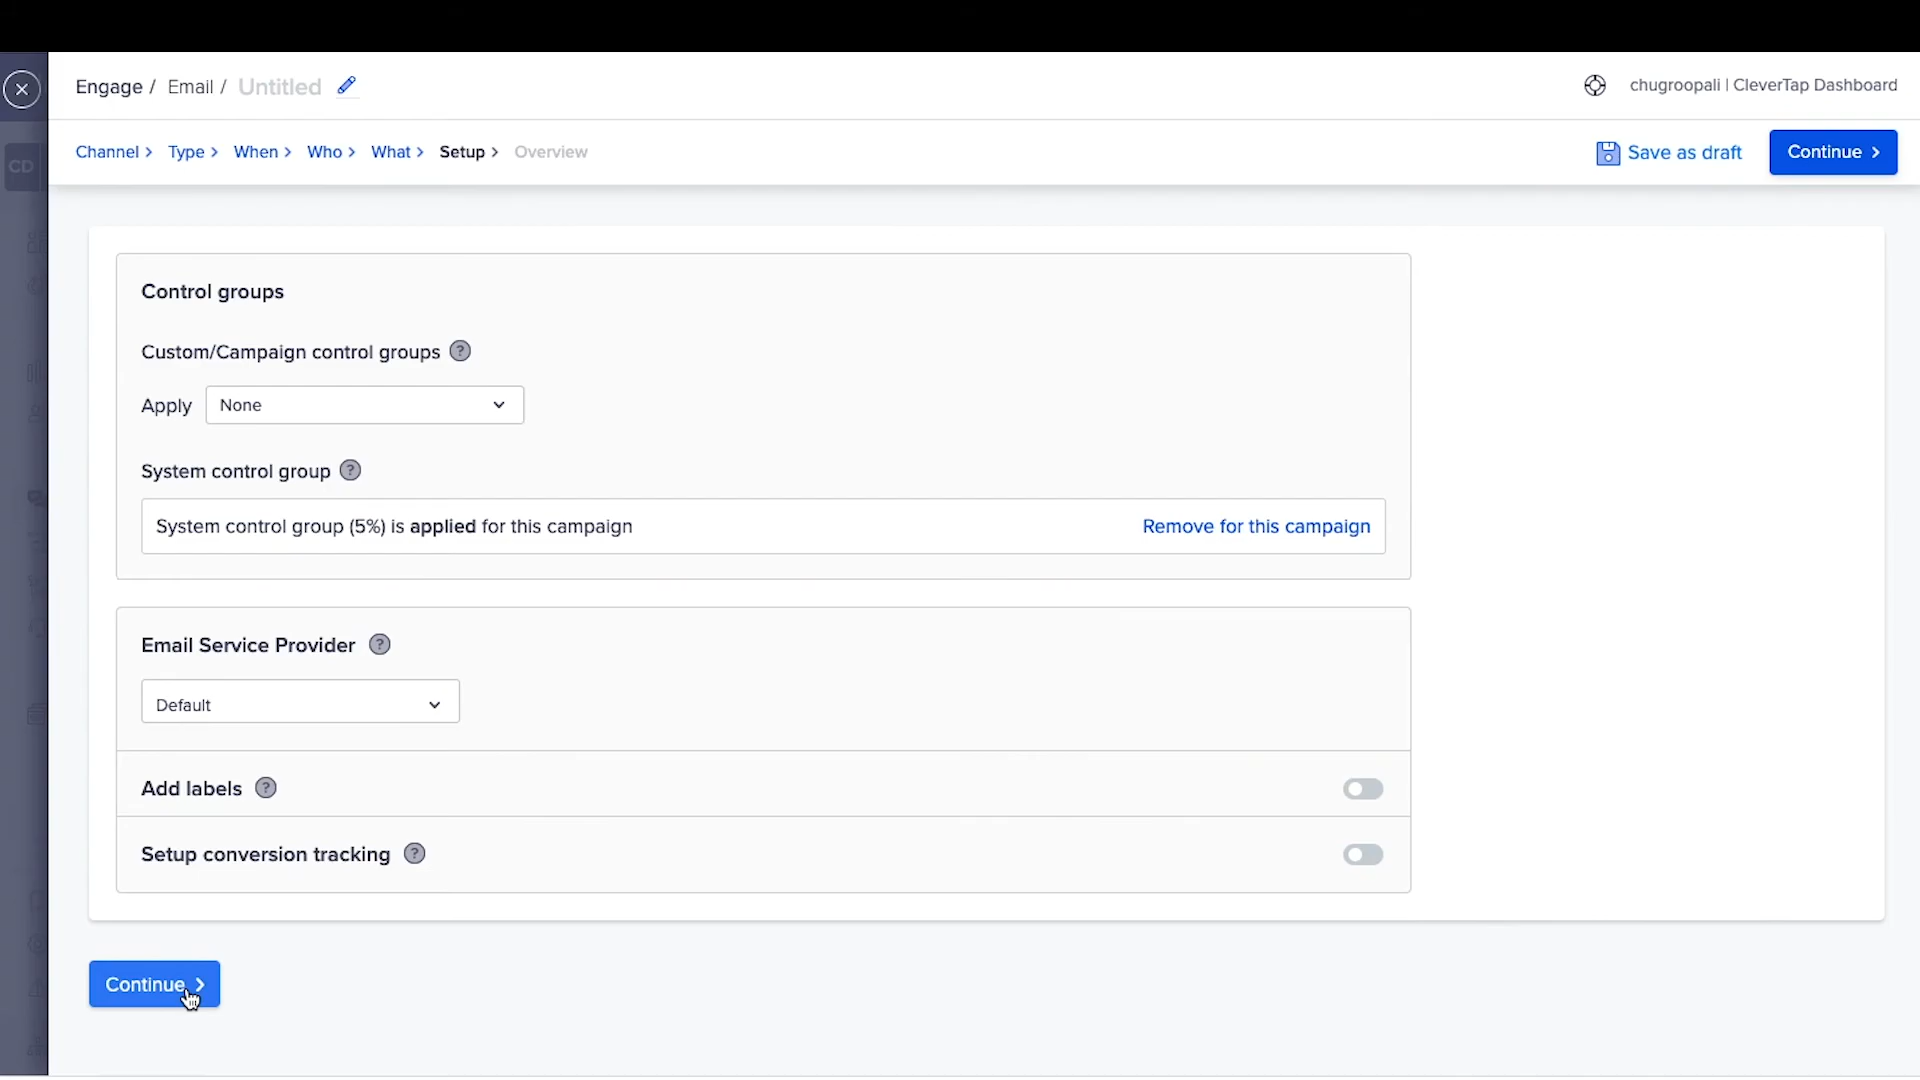 Engage / Email / Untitled
chugroopali | CleverTap Dashboard
Channel > Type > When > Who > What > Setup > Overview
Save as draft
Continue >
CD
Control groups
Custom/Campaign control groups ?
Apply None
System control group ?
System control group (5%) is applied for this campaign
Remove for this campaign
Email Service Provider ?
Default
Add labels ?
Setup conversion tracking ?
Continue >